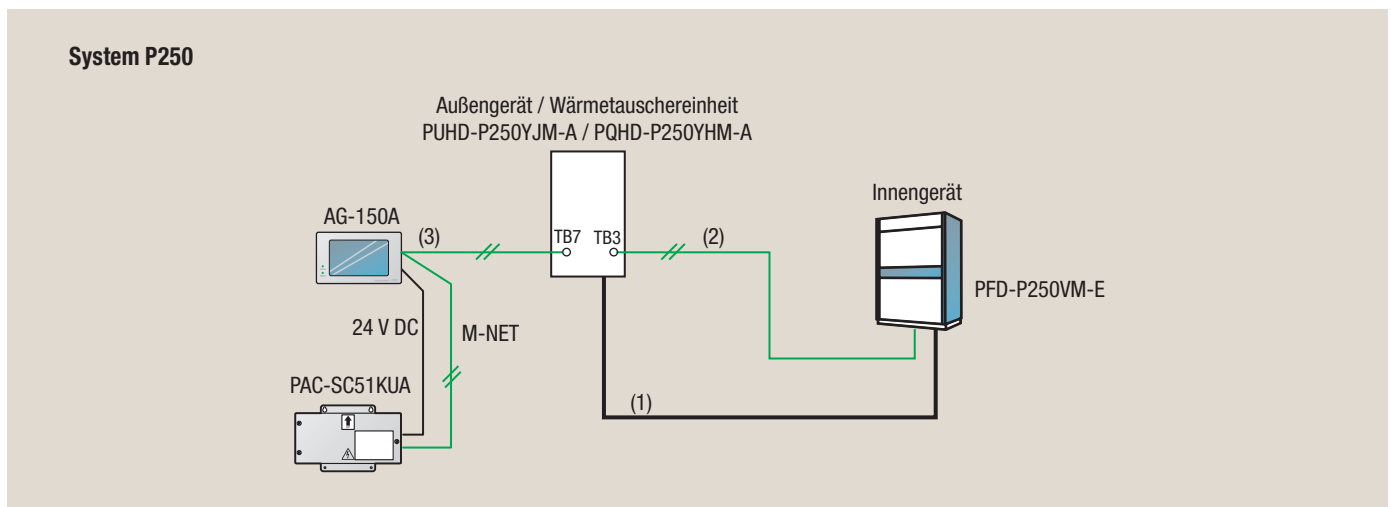 System P250
Außengerät / Wärmetauschereinheit
PUHD-P250YJM-A / PQHD-P250YHM-A
Innengerät
AG-150A
(3)
TB7
TB3
(2)
PFD-P250VM-E
24 V DC
M-NET
PAC-SC51KUA
(1)